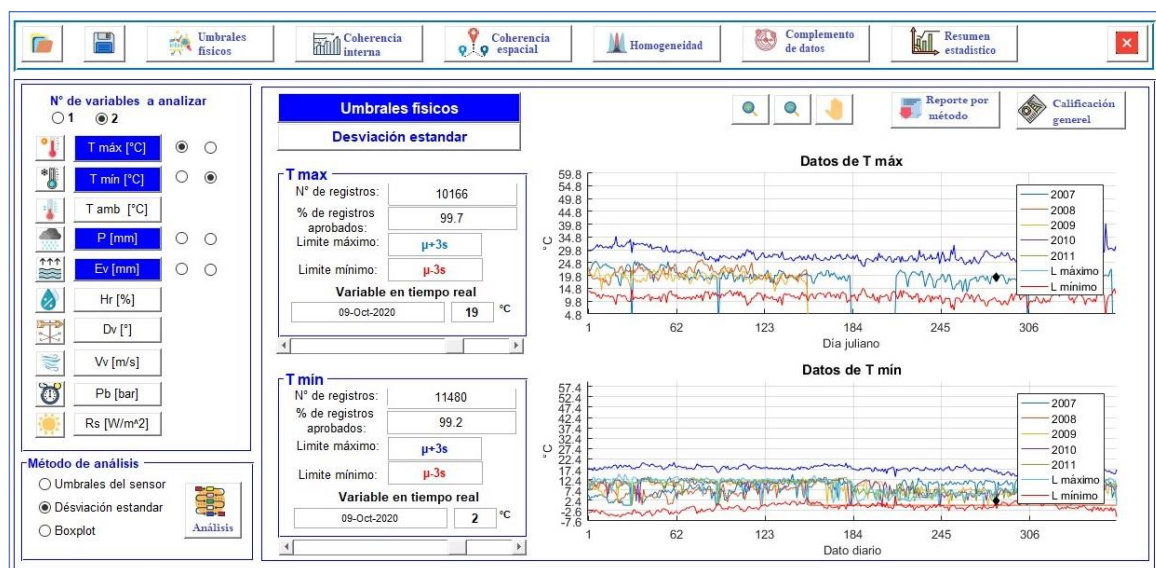 Umbrales
físicos
Coherencia
interna
Coherencia
espacial
Homogeneidad
Complemento
de datos
Resumen
estadistico
N° de variables a analizar
1
2
T máx [°C]
T mín [°C]
T amb [°C]
P [mm]
Ev [mm]
Hr [%]
Dv [°]
Vv [m/s]
Pb [bar]
Rs [W/m^2]
Método de análisis
Umbrales del sensor
Désviación estandar
Boxplot
Análisis
Umbrales fisicos
Desviación estandar
Reporte por
método
Calificación
generel
T max
N° de registros:
10166
% de registros
aprobados:
99.7
Limite máximo:
μ+3s
Limite mínimo:
μ-3s
Variable en tiempo real
09-Oct-2020
19
°C
T mín
N° de registros:
11480
% de registros
aprobados:
99.2
Limite máximo:
μ+3s
Limite mínimo:
μ-3s
Variable en tiempo real
09-Oct-2020
2
°C
Datos de T máx
59.8
54.8
49.8
44.8
39.8
34.8
29.8
24.8
19.8
14.8
9.8
4.8
°C
1
62
123
184
245
306
Día juliano
2007
2008
2009
2010
2011
L máximo
L mínimo
Datos de T mín
57.4
52.4
47.4
42.4
37.4
32.4
27.4
22.4
17.4
12.4
7.4
2.4
-2.6
-7.6
°C
1
62
123
184
245
306
Dato diario
2007
2008
2009
2010
2011
L máximo
L mínimo